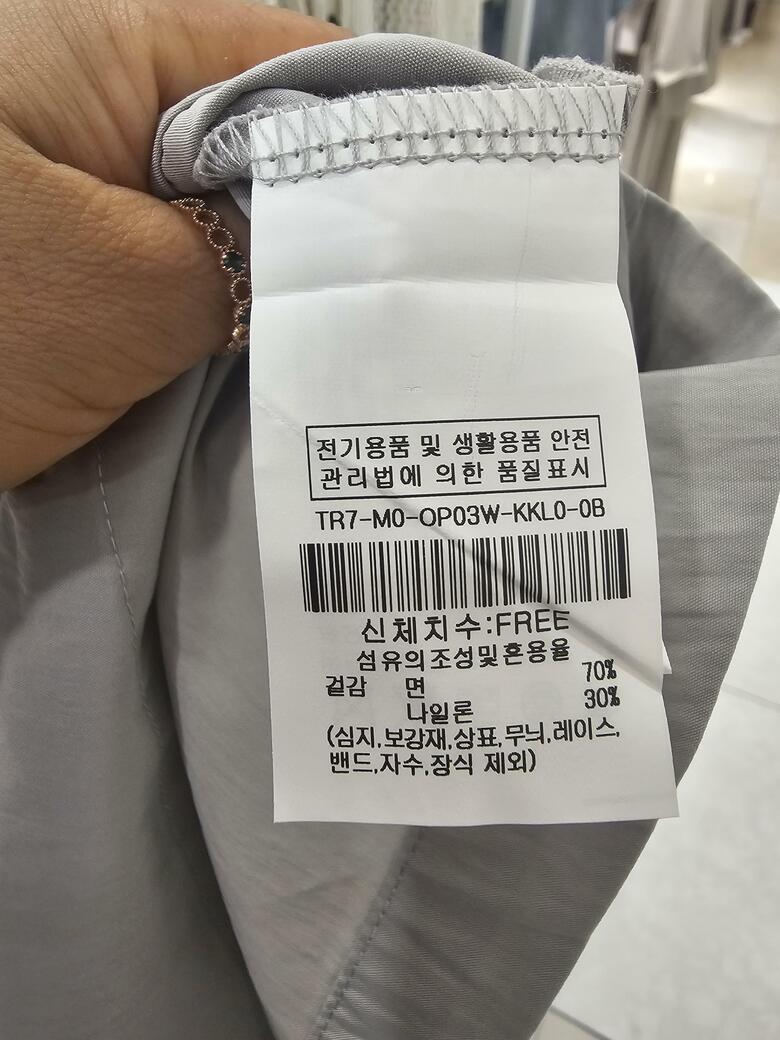 전기용품 및 생활용품 안전
관리법에 의한 품질표시
TR7-M0-OP03W-KKL0-0B
신체치수:FREE
섬유의조성및혼용율
겉감 면 70%
나일론 30%
(심지,보강재,상표,무늬,레이스,
밴드,자수,장식 제외)